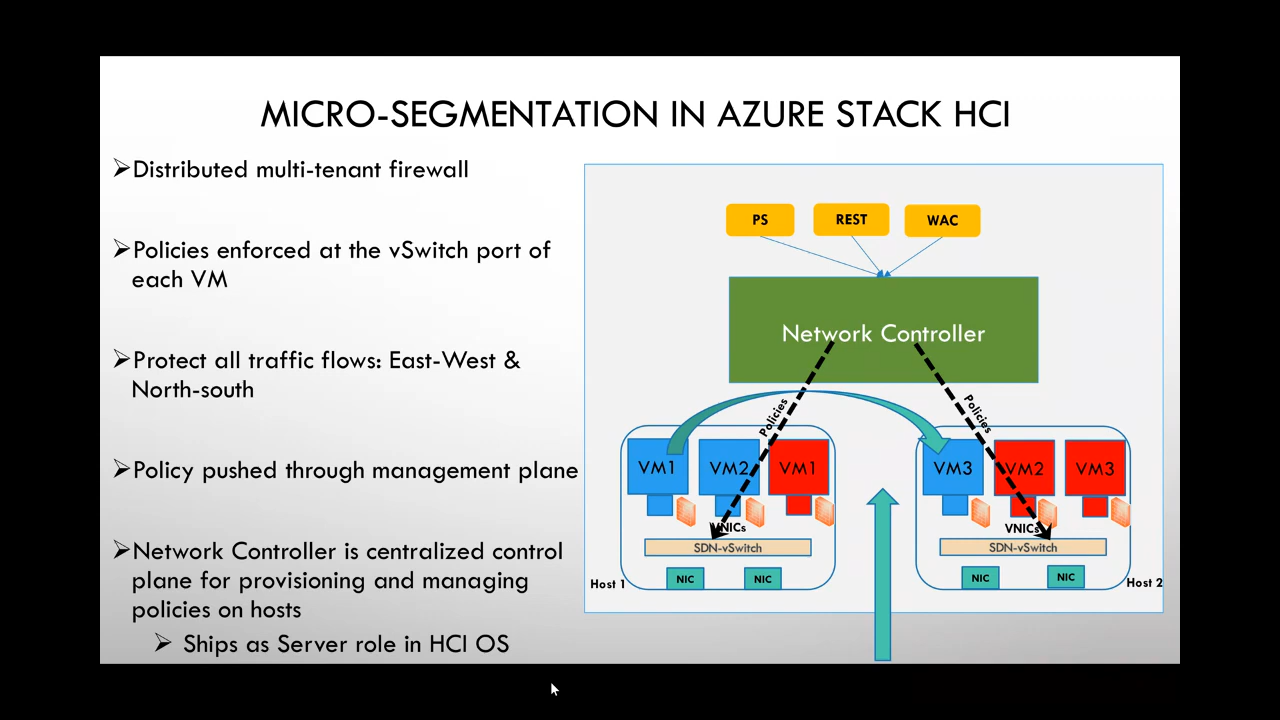 MICRO-SEGMENTATION IN AZURE STACK HCI
➢Distributed multi-tenant firewall
➢Policies enforced at the vSwitch port of
each VM
➢Protect all traffic flows: East-West &
North-south
➢Policy pushed through management plane
➢Network Controller is centralized control
plane for provisioning and managing
policies on hosts
➢ Ships as Server role in HCI OS
PS
REST
WAC
Network Controller
Policies
Policies
VM1
VM2
VM1
VNICs
SDN-vSwitch
NIC
NIC
Host 1
VM3
VM2
VM3
VNICs
SDN-vSwitch
NIC
NIC
Host 2